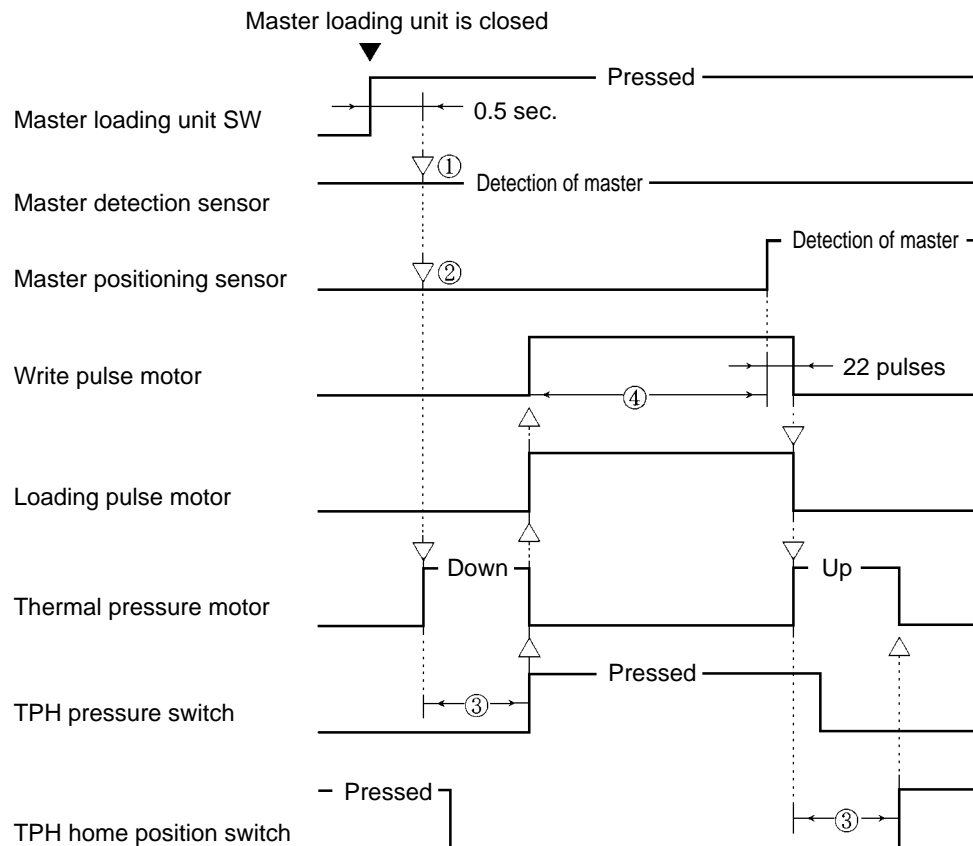 Master loading unit is closed
Pressed
Master loading unit SW
0.5 sec.
①
Master detection sensor
Detection of master
Detection of master
Master positioning sensor
②
Write pulse motor
22 pulses
④
Loading pulse motor
Thermal pressure motor
Down
Up
TPH pressure switch
③
Pressed
Pressed
TPH home position switch
③